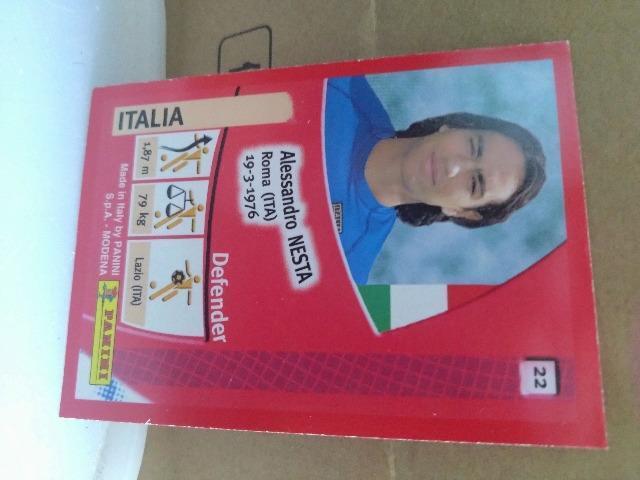 22
Alessandro NESTA
Roma (ITA)
19-3-1976
Defender
ITALIA
1,87 m
79 kg
Lazio (ITA)
Made in Italy by PANINI
S.P.A. - MODENA
PANINI